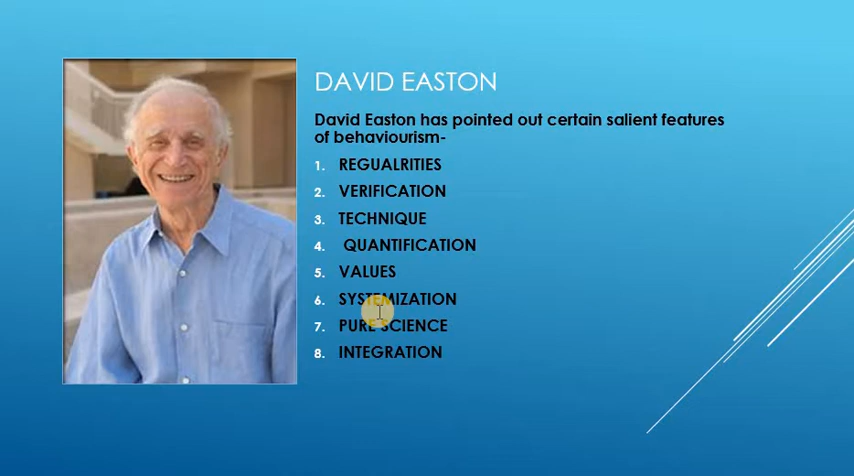 DAVID EASTON
David Easton has pointed out certain salient features
of behaviourism-
1. REGUALRITIES
2. VERIFICATION
3. TECHNIQUE
4. QUANTIFICATION
5. VALUES
6. SYSTEMIZATION
7. PURE SCIENCE
8. INTEGRATION